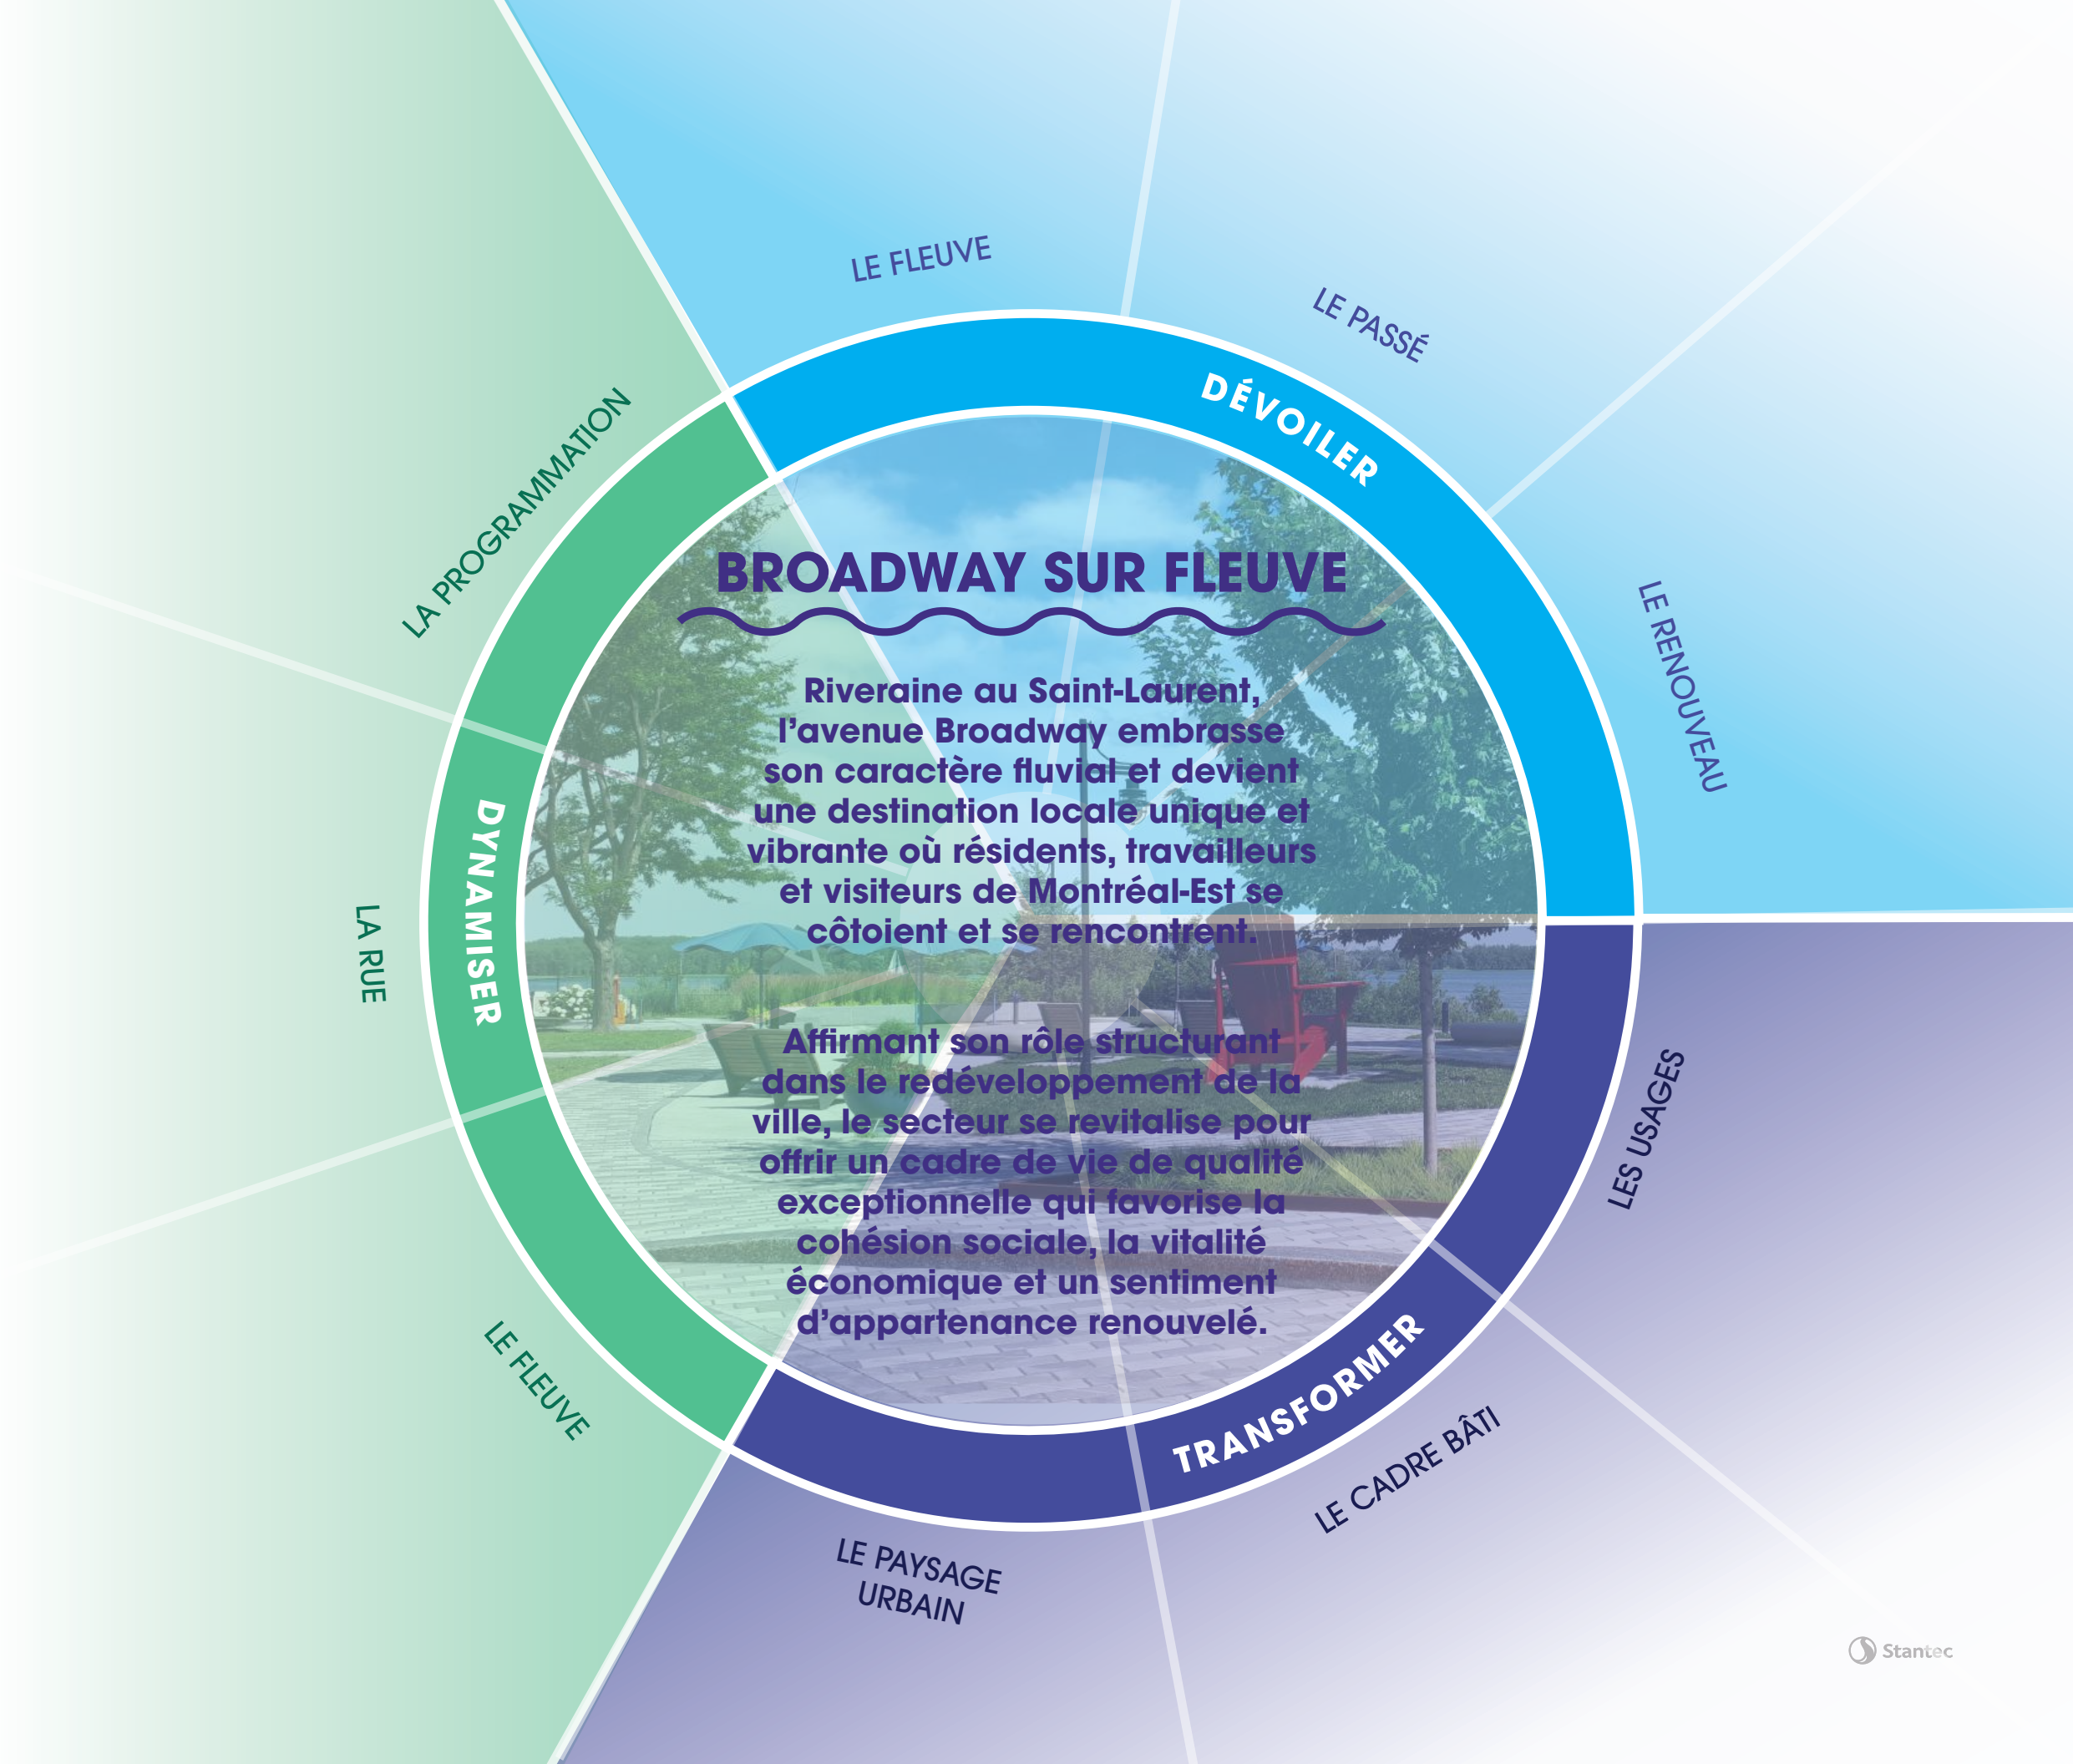 LE FLEUVE
LE PASSÉ
DÉVOILER
LE RENOUVEAU
LA PROGRAMMATION
BROADWAY SUR FLEUVE
Riveraine au Saint-Laurent,
l’avenue Broadway embrasse
son caractère fluvial et devient
une destination locale unique et
vibrante où résidents, travailleurs
et visiteurs de Montréal-Est se
côtoient et se rencontrent.
DYNAMISER
LA RUE
Affirmant son rôle structurant
dans le redéveloppement de la
ville, le secteur se revitalise pour
offrir un cadre de vie de qualité
exceptionnelle qui favorise la
cohésion sociale, la vitalité
économique et un sentiment
d’appartenance renouvelé.
LES USAGES
LE FLEUVE
TRANSFORMER
LE CADRE BÂTI
LE PAYSAGE
URBAIN
Stantec